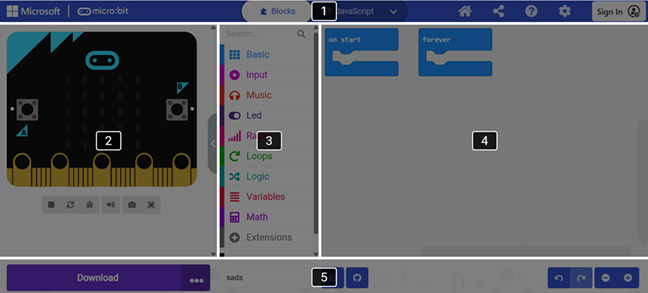 Microsoft micro:bit Blocks 1 JavaScript Sign In
Search...
on start forever
Basic
Input
Music
Led
B
A
2
3
4
Loops
Logic
Variables
Math
Extensions
Download sads 5